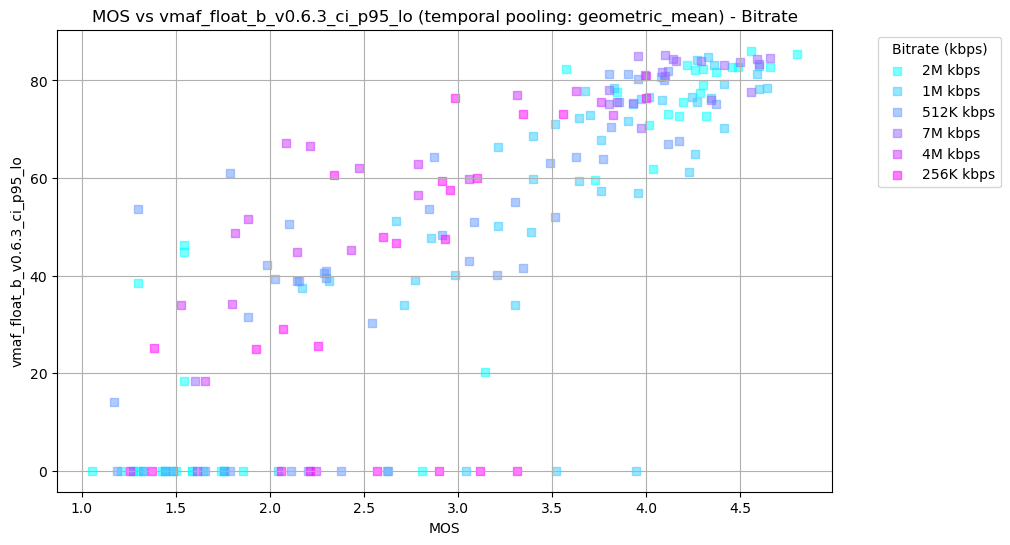 MOS vs vmaf_float_b_v0.6.3_ci_p95_lo (temporal pooling: geometric_mean) - Bitrate
vmaf_float_b_v0.6.3_ci_p95_lo
80
60
40
20
0
1.0 1.5 2.0 2.5 3.0 3.5 4.0 4.5
MOS
Bitrate (kbps)
2M kbps
1M kbps
512K kbps
7M kbps
4M kbps
256K kbps